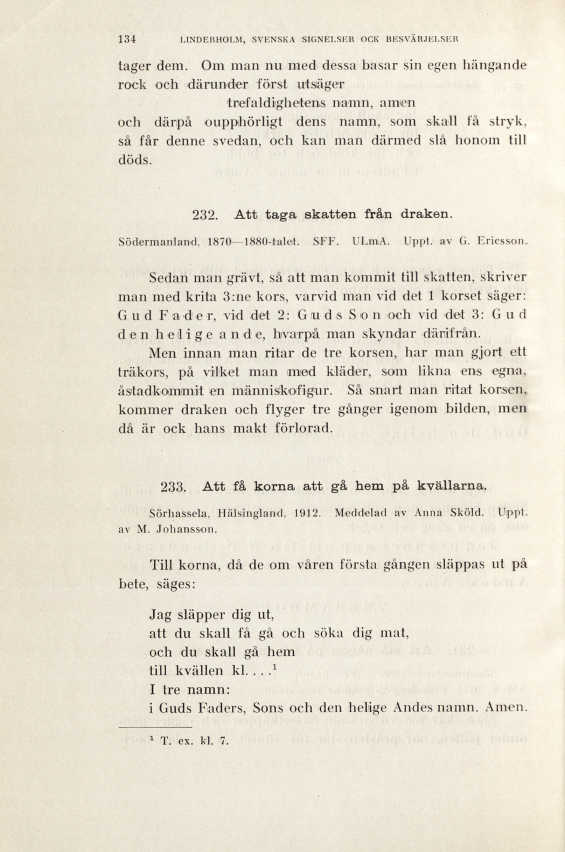 134 LINDERHOLM, SVENSKA SIGNELSER OCK BESVÄRJELSER
tager dem. Om man nu med dessa basar sin egen hängande
rock och därunder först utsäger
trefaldighetens namn, amen
och därpå oupphörligt dens namn, som skall få stryk,
så får denne svedan, och kan man därmed slå honom till
döds.
232. Att taga skatten från draken.
Södermanland, 1870—1880-talet. SFF. ULmA. Uppt. av G. Ericsson.
Sedan man grävt, så att man kommit till skatten, skriver
man med krita 3:ne kors, varvid man vid det 1 korset säger:
Gud Fader, vid det 2: Guds Son och vid det 3: Gud
den helige ande, hvarpå man skyndar därifrån.
Men innan man ritar de tre korsen, har man gjort ett
träkors, på vilket man med kläder, som likna ens egna,
åstadkommit en människofigur. Så snart man ritat korsen,
kommer draken och flyger tre gånger igenom bilden, men
då är ock hans makt förlorad.
233. Att få korna att gå hem på kvällarna.
Sörhassela, Hälsingland, 1912. Meddelad av Anna Sköld. Uppt.
av M. Johansson.
Till korna, då de om våren första gången släppas ut på
bete, säges:
Jag släpper dig ut,
att du skall få gå och söka dig mat,
och du skall gå hem
till kvällen kl. . . .¹
I tre namn:
i Guds Faders, Sons och den helige Andes namn. Amen.
¹ T. ex. kl. 7.